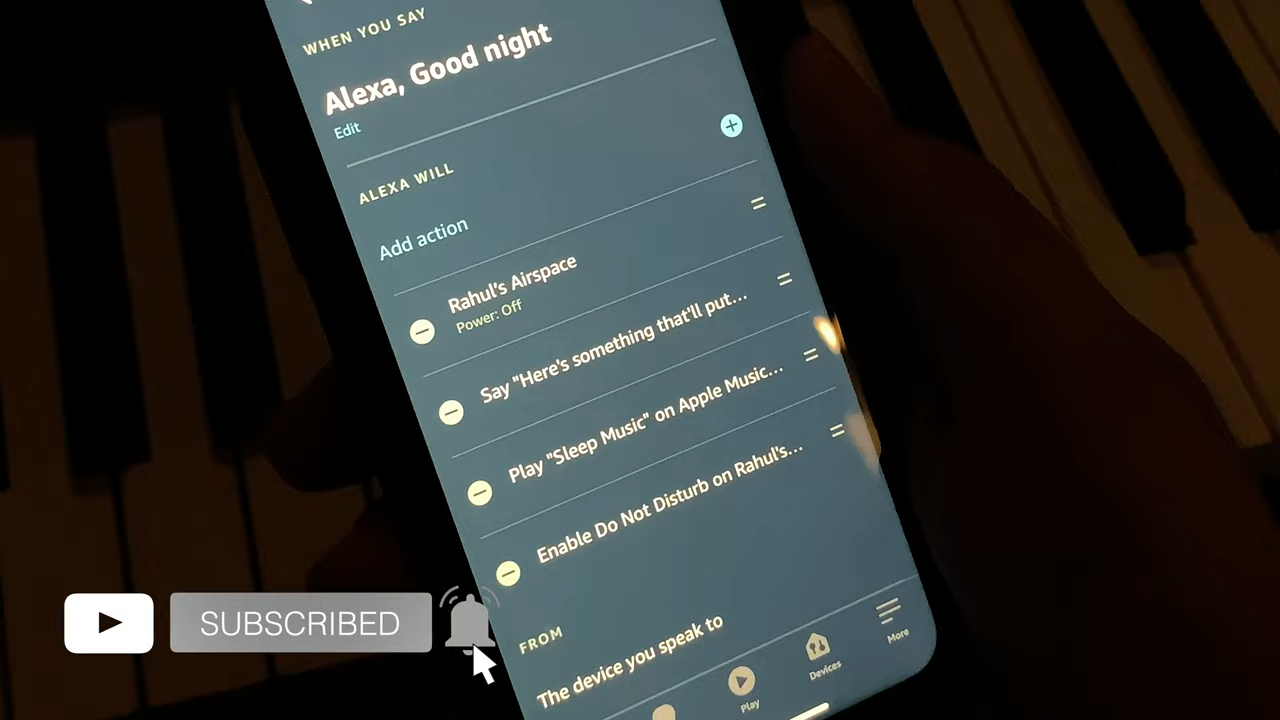 WHEN YOU SAY
Alexa, Good night
Edit
ALEXA WILL
Add action
Rahul's Airspace
Power: Off
Say "Here's something that'll put...
Play "Sleep Music" on Apple Music...
Enable Do Not Disturb on Rahul's...
FROM
The device you speak to
Play
Devices
More
SUBSCRIBED